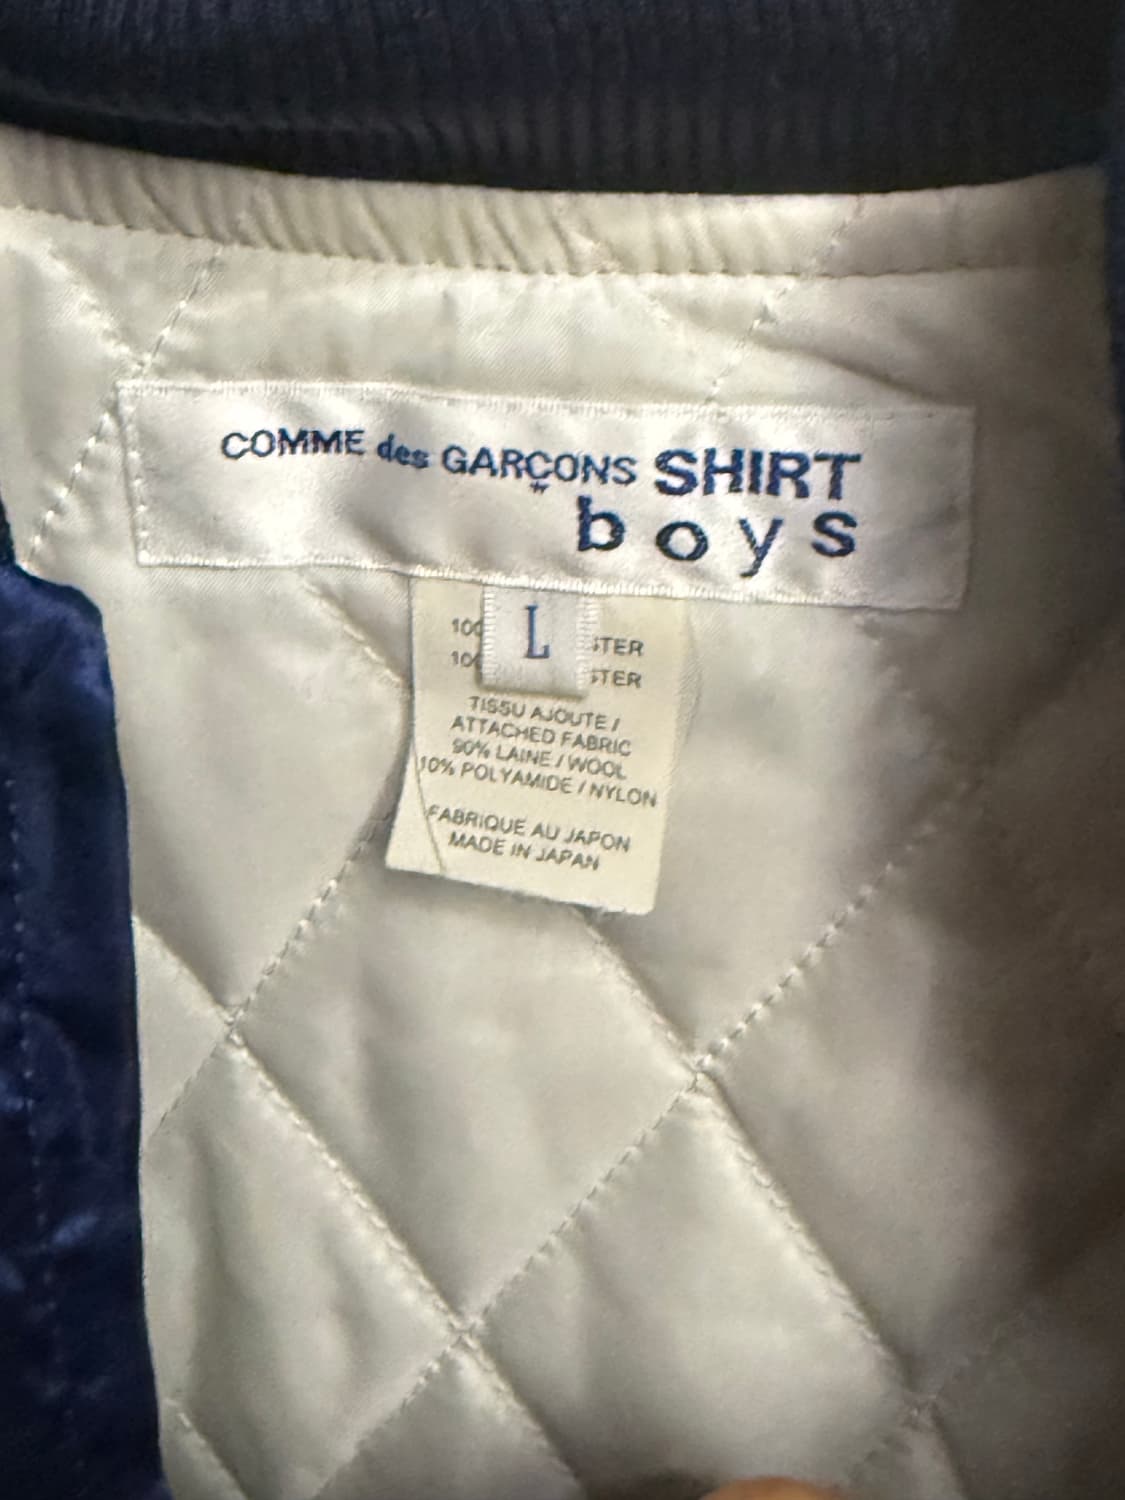 COMME des GARÇONS SHIRT
boys
L
TISSU AJOUTE /
ATTACHED FABRIC
90% LAINE / WOOL
10% POLYAMIDE / NYLON
FABRIQUE AU JAPON
MADE IN JAPAN